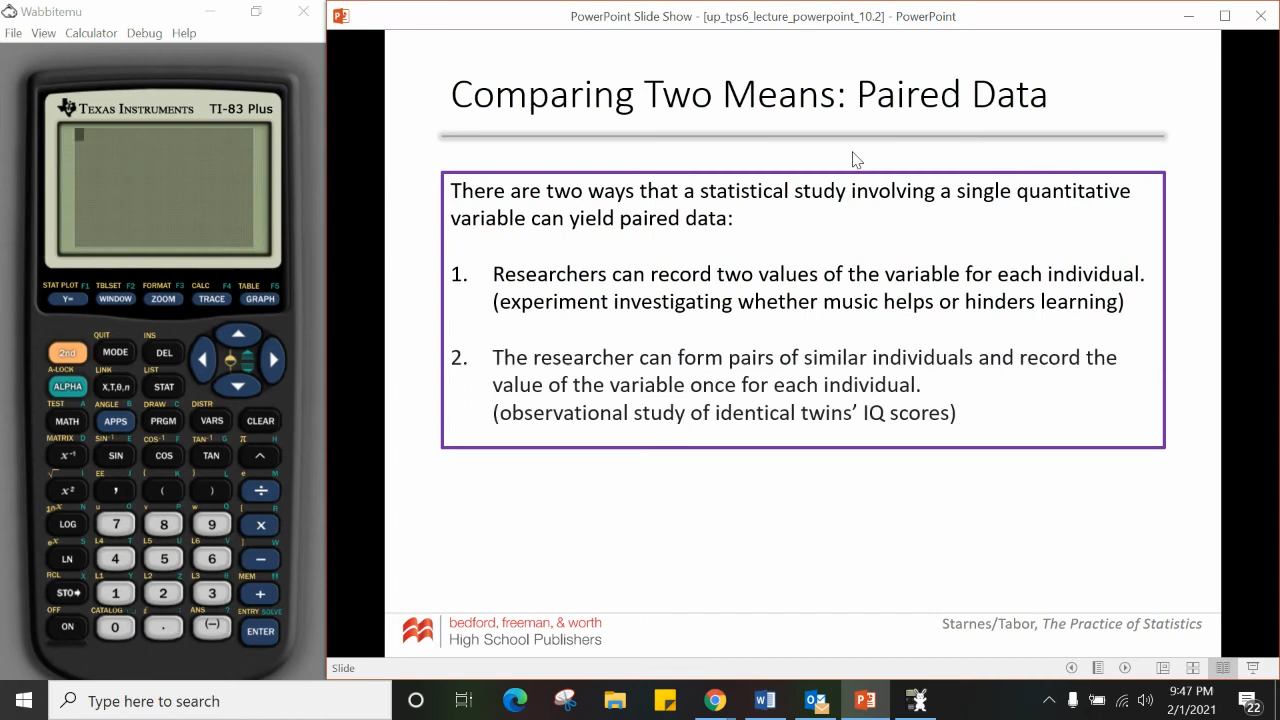 Wabbitemu
File View Calculator Debug Help
TEXAS INSTRUMENTS TI-83 Plus
STAT PLOT F1 TBLSET F2 FORMAT F3 CALC F4 TABLE F5
Y= WINDOW ZOOM TRACE GRAPH
QUIT INS
2nd MODE DEL
A-LOCK LINK LIST
ALPHA X,T,θ,n STAT
TEST A ANGLE B DRAW C DISTR
MATH APPS PRGM VARS CLEAR
MATRIX D SIN⁻¹ E COS⁻¹ F TAN⁻¹ G π H
x⁻¹ SIN COS TAN ^
√ I EE J { K } L e M
x² , ( ) ÷
10ˣ N u O v P w Q [ R
LOG 7 8 9 ×
eˣ S L4 T L5 U L6 V ] W
LN 4 5 6 −
RCL X L1 Y L2 Z L3 θ MEM "
STO➔ 1 2 3 +
OFF CATALOG i : ANS ? ENTRY SOLVE
ON 0 . (−) ENTER
PowerPoint Slide Show - [up_tps6_lecture_powerpoint_10.2] - PowerPoint
Comparing Two Means: Paired Data
There are two ways that a statistical study involving a single quantitative
variable can yield paired data:
1. Researchers can record two values of the variable for each individual.
(experiment investigating whether music helps or hinders learning)
2. The researcher can form pairs of similar individuals and record the
value of the variable once for each individual.
(observational study of identical twins’ IQ scores)
bedford, freeman, & worth
High School Publishers
Starnes/Tabor, The Practice of Statistics
Slide
Type here to search
9:47 PM
2/1/2021
22